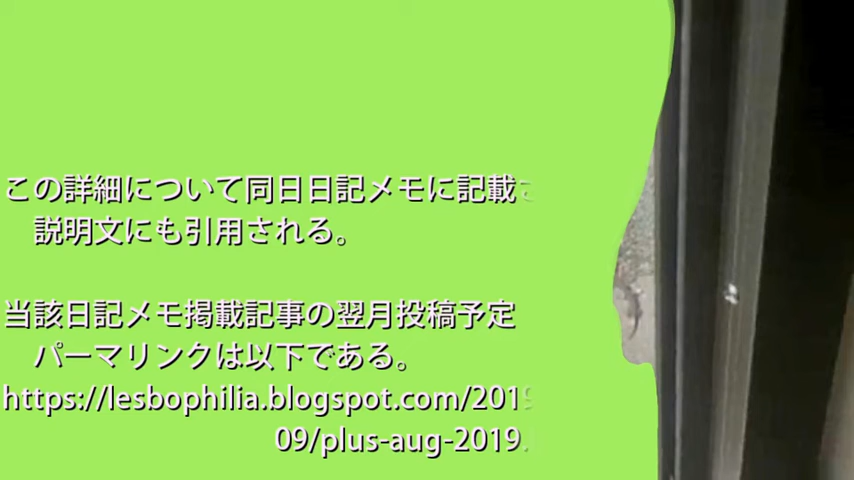 この詳細について同日日記メモに記載さ
説明文にも引用される。
当該日記メモ掲載記事の翌月投稿予定
パーマリンクは以下である。
https://lesbophilia.blogspot.com/2019
09/plus-aug-2019.